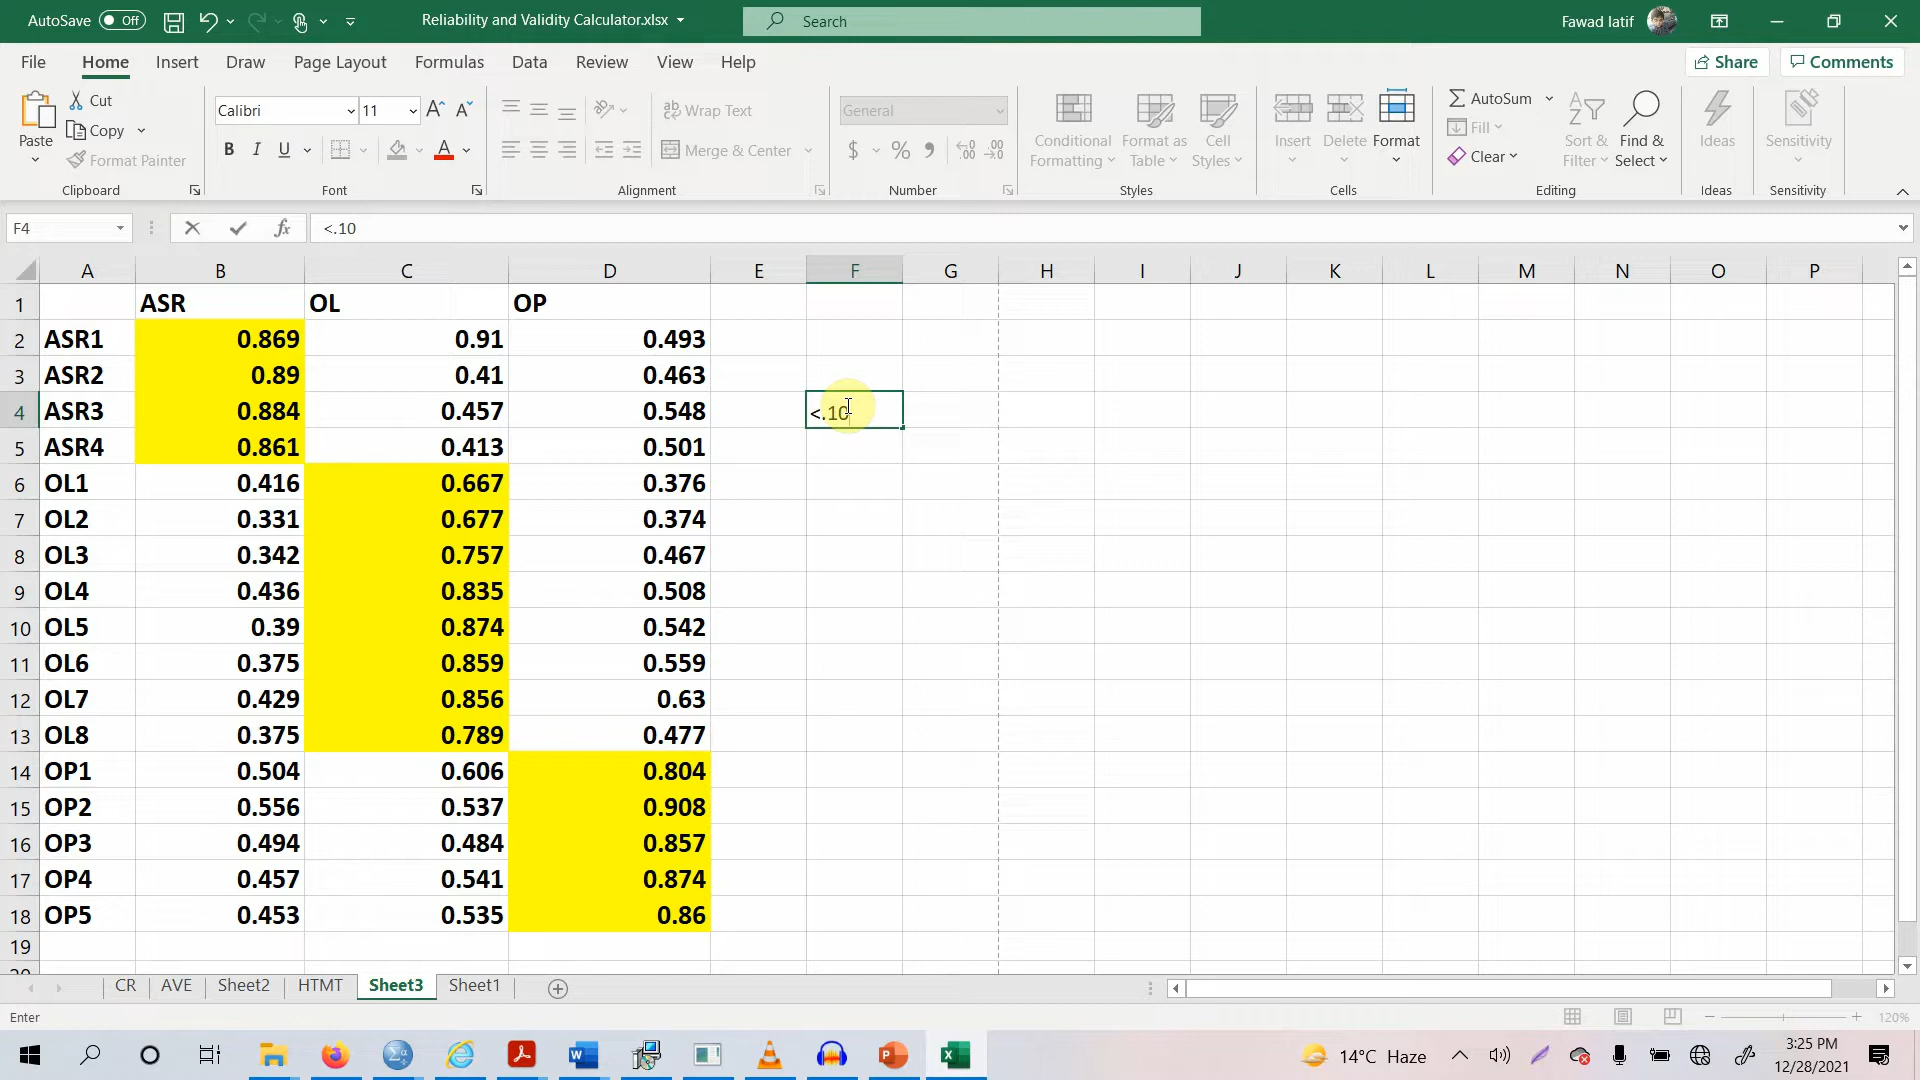 AutoSave Off Reliability and Validity Calculator.xlsx Search Fawad latif
File Home Insert Draw Page Layout Formulas Data Review View Help Share Comments
Paste Cut Copy Format Painter
Clipboard
Calibri 11 A A
B I U A
Font
ab Wrap Text
Merge & Center
Alignment
General
$ % 9
Number
Conditional Formatting Format as Table Cell Styles
Styles
Insert Delete Format
Cells
AutoSum Fill Clear Sort & Filter Find & Select
Editing
Ideas
Ideas
Sensitivity
Sensitivity
F4 fx <.10
A B C D E F G H I J K L M N O P
1 ASR OL OP
2 ASR1 0.869 0.91 0.493
3 ASR2 0.89 0.41 0.463
4 ASR3 0.884 0.457 0.548 <.10
5 ASR4 0.861 0.413 0.501
6 OL1 0.416 0.667 0.376
7 OL2 0.331 0.677 0.374
8 OL3 0.342 0.757 0.467
9 OL4 0.436 0.835 0.508
10 OL5 0.39 0.874 0.542
11 OL6 0.375 0.859 0.559
12 OL7 0.429 0.856 0.63
13 OL8 0.375 0.789 0.477
14 OP1 0.504 0.606 0.804
15 OP2 0.556 0.537 0.908
16 OP3 0.494 0.484 0.857
17 OP4 0.457 0.541 0.874
18 OP5 0.453 0.535 0.86
19
CR AVE Sheet2 HTMT Sheet3 Sheet1
Enter 120%
14°C Haze 3:25 PM
12/28/2021